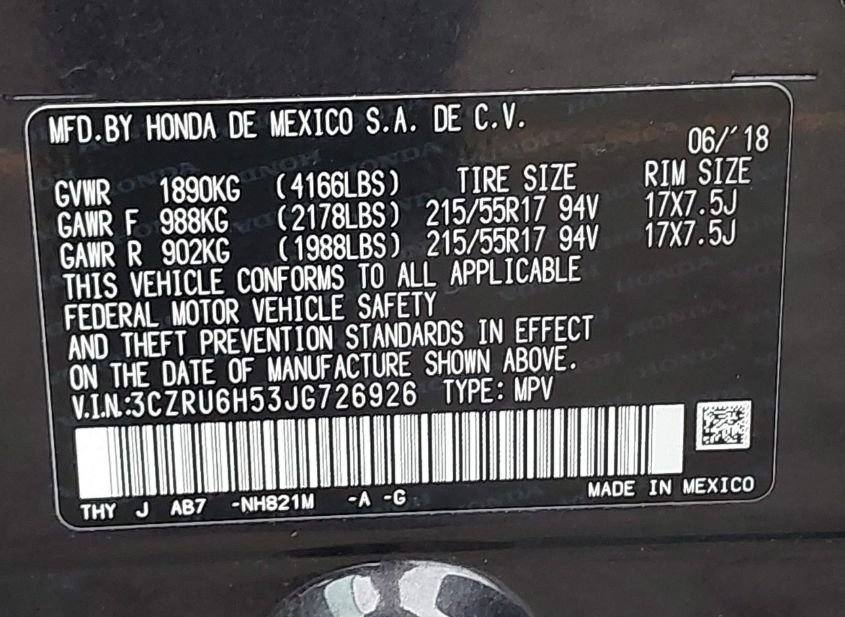 MFD.BY HONDA DE MEXICO S.A. DE C.V.
06/'18
GVWR 1890KG (4166LBS) TIRE SIZE RIM SIZE
GAWR F 988KG (2178LBS) 215/55R17 94V 17X7.5J
GAWR R 902KG (1988LBS) 215/55R17 94V 17X7.5J
THIS VEHICLE CONFORMS TO ALL APPLICABLE
FEDERAL MOTOR VEHICLE SAFETY
AND THEFT PREVENTION STANDARDS IN EFFECT
ON THE DATE OF MANUFACTURE SHOWN ABOVE.
V.I.N.:3CZRU6H53JG726926 TYPE: MPV
THY J AB7 -NH821M -A -G MADE IN MEXICO